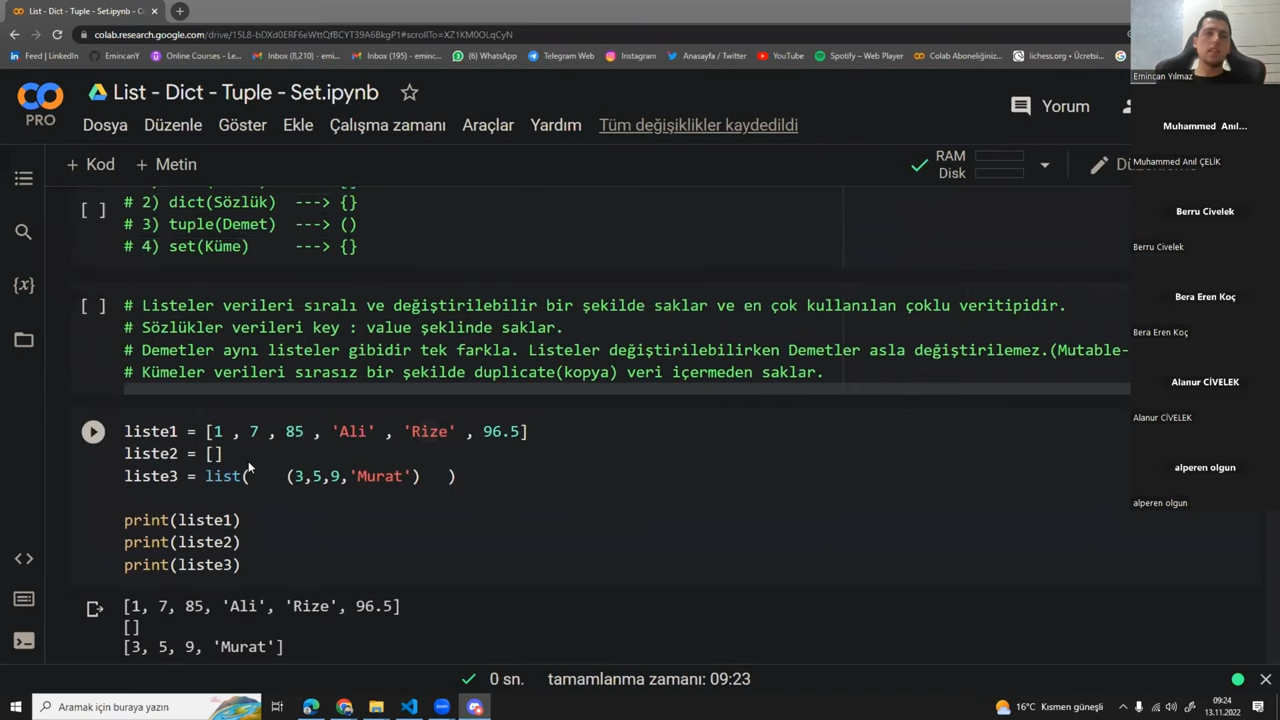 List - Dict - Tuple - Set.ipynb
colab.research.google.com/drive/15L8-bDXd0ERF6eWttQfBCYT39A6BkgP1#scrollTo=XZ1KM0OLqCyN
Feed | LinkedIn
EmincanY
Online Courses - Le...
Gmail
Inbox (8,210) - emi...
Inbox (195) - eminc...
(6) WhatsApp
Telegram Web
Instagram
Anasayfa / Twitter
YouTube
Spotify – Web Player
Colab Aboneliğiniz...
lichess.org • Ücretsi...
CO
PRO
List - Dict - Tuple - Set.ipynb
Yorum
Dosya Düzenle Göster Ekle Çalışma zamanı Araçlar Yardım Tüm değişiklikler kaydedildi
+ Kod + Metin
RAM
Disk
# 2) dict(Sözlük) ---> {}
[ ] # 3) tuple(Demet) ---> ()
# 4) set(Küme) ---> {}
[ ] # Listeler verileri sıralı ve değiştirilebilir bir şekilde saklar ve en çok kullanılan çoklu veritipidir.
# Sözlükler verileri key : value şeklinde saklar.
# Demetler aynı listeler gibidir tek farkla. Listeler değiştirilebilirken Demetler asla değiştirilemez.(Mutable-
# Kümeler verileri sırasız bir şekilde duplicate(kopya) veri içermeden saklar.
liste1 = [1 , 7 , 85 , 'Ali' , 'Rize' , 96.5]
liste2 = []
liste3 = list( (3,5,9,'Murat') )
print(liste1)
print(liste2)
print(liste3)
[1, 7, 85, 'Ali', 'Rize', 96.5]
[]
[3, 5, 9, 'Murat']
0 sn. tamamlanma zamanı: 09:23
Aramak için buraya yazın
16°C Kısmen güneşli
09:24
13.11.2022
Emincan Yılmaz
Muhammed Anıl...
Muhammed Anıl ÇELİK
Berru Civelek
Berru Civelek
Bera Eren Koç
Bera Eren Koç
Alanur CİVELEK
Alanur CİVELEK
alperen olgun
alperen olgun